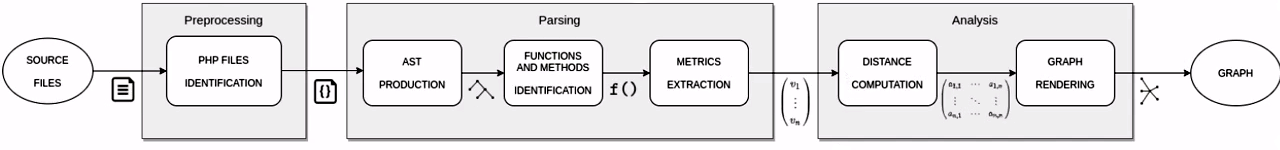 Preprocessing
Parsing
Analysis
SOURCE
FILES
PHP FILES
IDENTIFICATION
{}
AST
PRODUCTION
FUNCTIONS
AND METHODS
IDENTIFICATION
f()
METRICS
EXTRACTION
v1
⋮
vn
DISTANCE
COMPUTATION
a1,1 ⋯ a1,n
⋮ ⋱ ⋮
an,1 ⋯ an,n
GRAPH
RENDERING
GRAPH